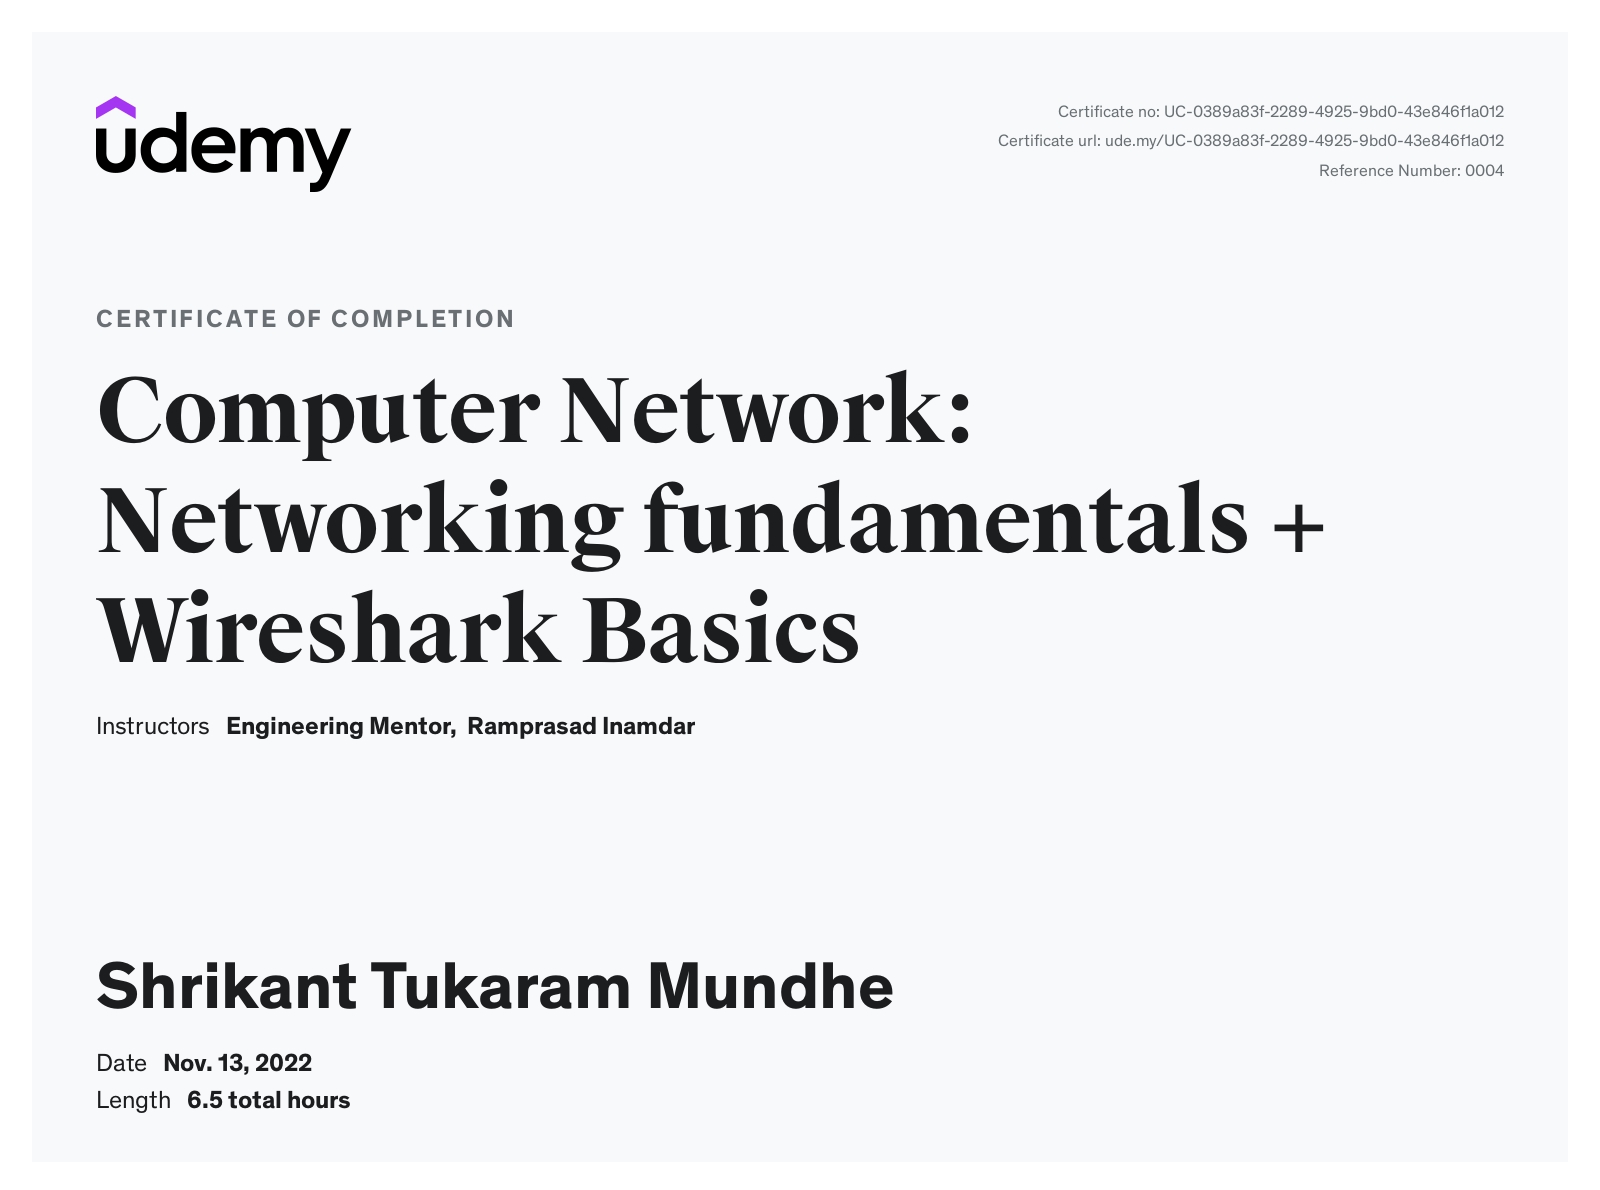 udemy
Certificate no: UC-0389a83f-2289-4925-9bd0-43e846f1a012
Certificate url: ude.my/UC-0389a83f-2289-4925-9bd0-43e846f1a012
Reference Number: 0004
CERTIFICATE OF COMPLETION
Computer Network:
Networking fundamentals +
Wireshark Basics
Instructors Engineering Mentor, Ramprasad Inamdar
Shrikant Tukaram Mundhe
Date Nov. 13, 2022
Length 6.5 total hours